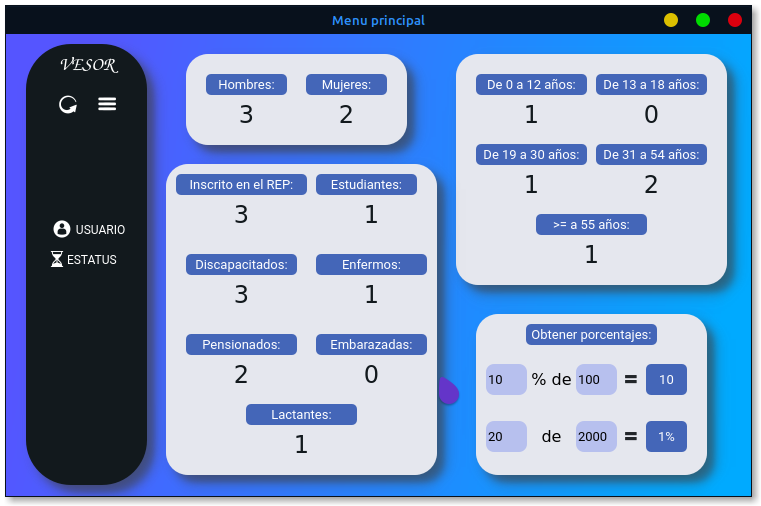 Menu principal
VESOR
USUARIO
ESTATUS
Hombres: Mujeres:
3 2
Inscrito en el REP: Estudiantes:
3 1
Discapacitados: Enfermos:
3 1
Pensionados: Embarazadas:
2 0
Lactantes:
1
De 0 a 12 años: De 13 a 18 años:
1 0
De 19 a 30 años: De 31 a 54 años:
1 2
>= a 55 años:
1
Obtener porcentajes:
10 % de 100 = 10
20 de 2000 = 1%